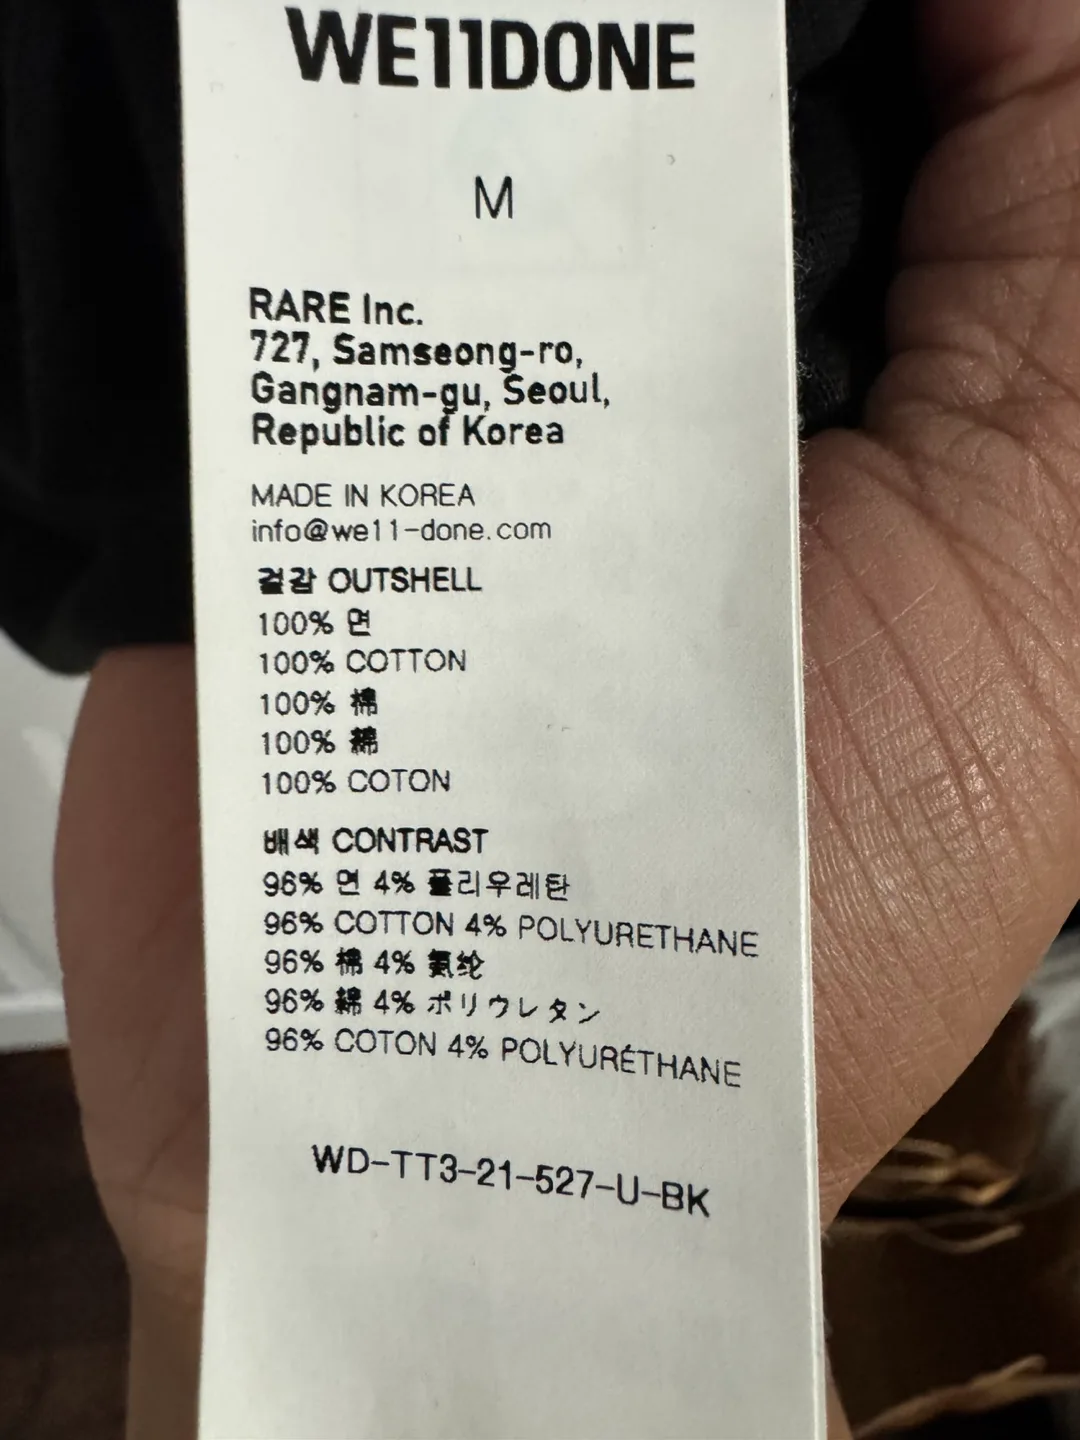 WE11DONE
M
RARE Inc.
727, Samseong-ro,
Gangnam-gu, Seoul,
Republic of Korea
MADE IN KOREA
info@we11-done.com
겉감 OUTSHELL
100% 면
100% COTTON
100% 棉
100% 綿
100% COTON
배색 CONTRAST
96% 면 4% 폴리우레탄
96% COTTON 4% POLYURETHANE
96% 棉 4% 氨纶
96% 綿 4% ポリウレタン
96% COTON 4% POLYURÉTHANE
WD-TT3-21-527-U-BK